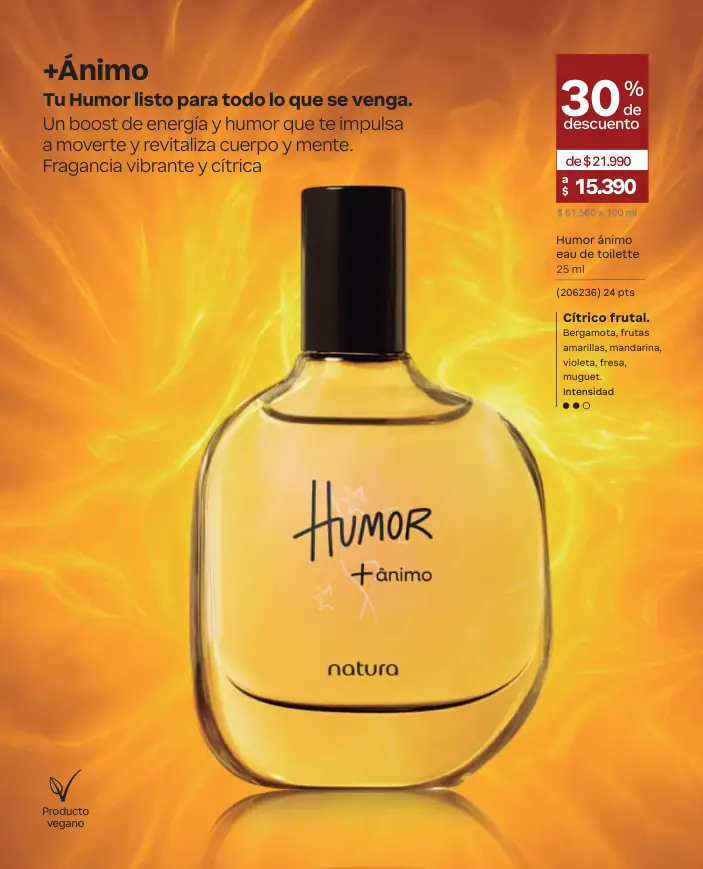 +Ánimo
Tu Humor listo para todo lo que se venga.
Un boost de energía y humor que te impulsa
a moverte y revitaliza cuerpo y mente.
Fragancia vibrante y cítrica
30% de
descuento
de $ 21.990
a $ 15.390
$ 61.560 x 100 ml
Humor ánimo
eau de toilette
25 ml
(206236) 24 pts
Cítrico frutal.
Bergamota, frutas
amarillas, mandarina,
violeta, fresa,
muguet.
Intensidad
HUMOR
+ânimo
natura
Producto
vegano